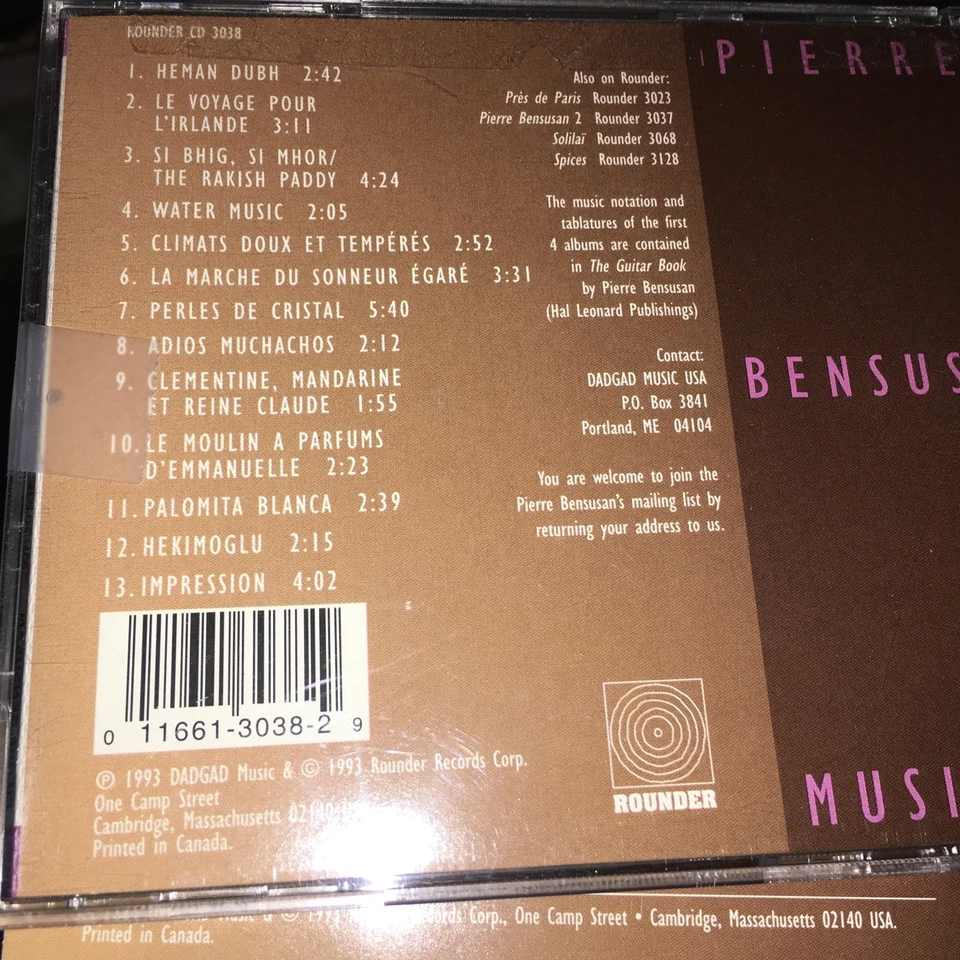 ROUNDER CD 3038
1. HEMAN DUBH 2:42
2. LE VOYAGE POUR
L'IRLANDE 3:11
3. SI BHIG, SI MHOR/
THE RAKISH PADDY 4:24
4. WATER MUSIC 2:05
5. CLIMATS DOUX ET TEMPÉRÉS 2:52
6. LA MARCHE DU SONNEUR ÉGARÉ 3:31
7. PERLES DE CRISTAL 5:40
8. ADIOS MUCHACHOS 2:12
9. CLEMENTINE, MANDARINE
ET REINE CLAUDE 1:55
10. LE MOULIN A PARFUMS
D'EMMANUELLE 2:23
11. PALOMITA BLANCA 2:39
12. HEKIMOGLU 2:15
13. IMPRESSION 4:02
Also on Rounder:
Près de Paris Rounder 3023
Pierre Bensusan 2 Rounder 3037
Solilaï Rounder 3068
Spices Rounder 3128
The music notation and
tablatures of the first
4 albums are contained
in The Guitar Book
by Pierre Bensusan
(Hal Leonard Publishings)
Contact:
DADGAD MUSIC USA
P.O. Box 3841
Portland, ME 04104
You are welcome to join the
Pierre Bensusan's mailing list by
returning your address to us.
PIERRE
BENSUS
MUSI
0 11661-3038-2 9
ROUNDER
℗ 1993 DADGAD Music & © 1993 Rounder Records Corp.
One Camp Street
Cambridge, Massachusetts 02140
Printed in Canada.
Music & © 1993 Records Corp., One Camp Street • Cambridge, Massachusetts 02140 USA.
Printed in Canada.